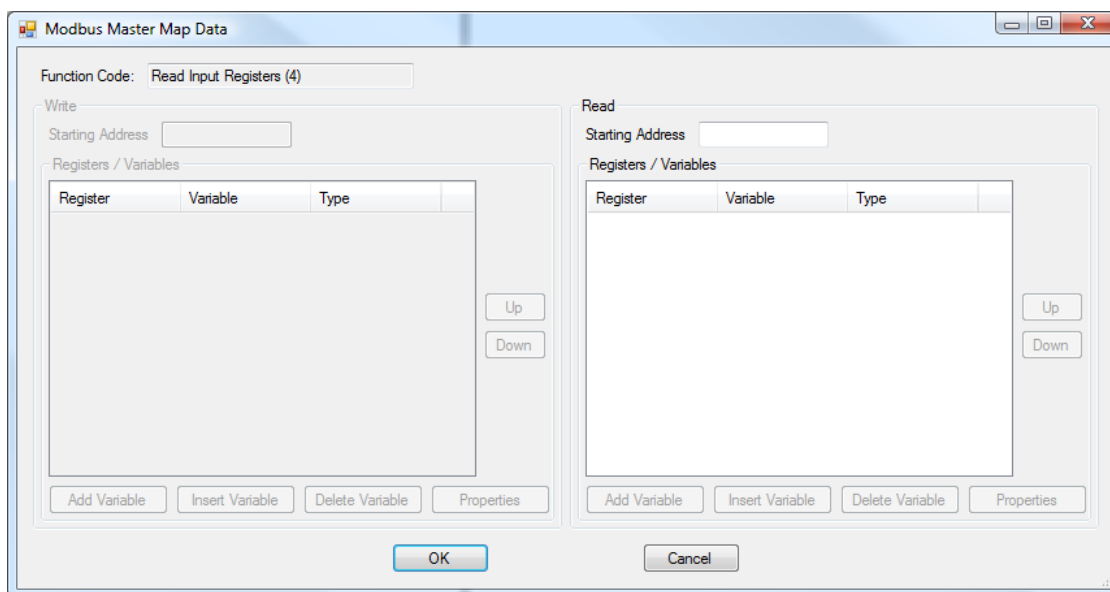 Modbus Master Map Data
Function Code: Read Input Registers (4)
Write
Starting Address
Registers / Variables
Register Variable Type
Up
Down
Add Variable Insert Variable Delete Variable Properties
Read
Starting Address
Registers / Variables
Register Variable Type
Up
Down
Add Variable Insert Variable Delete Variable Properties
OK Cancel